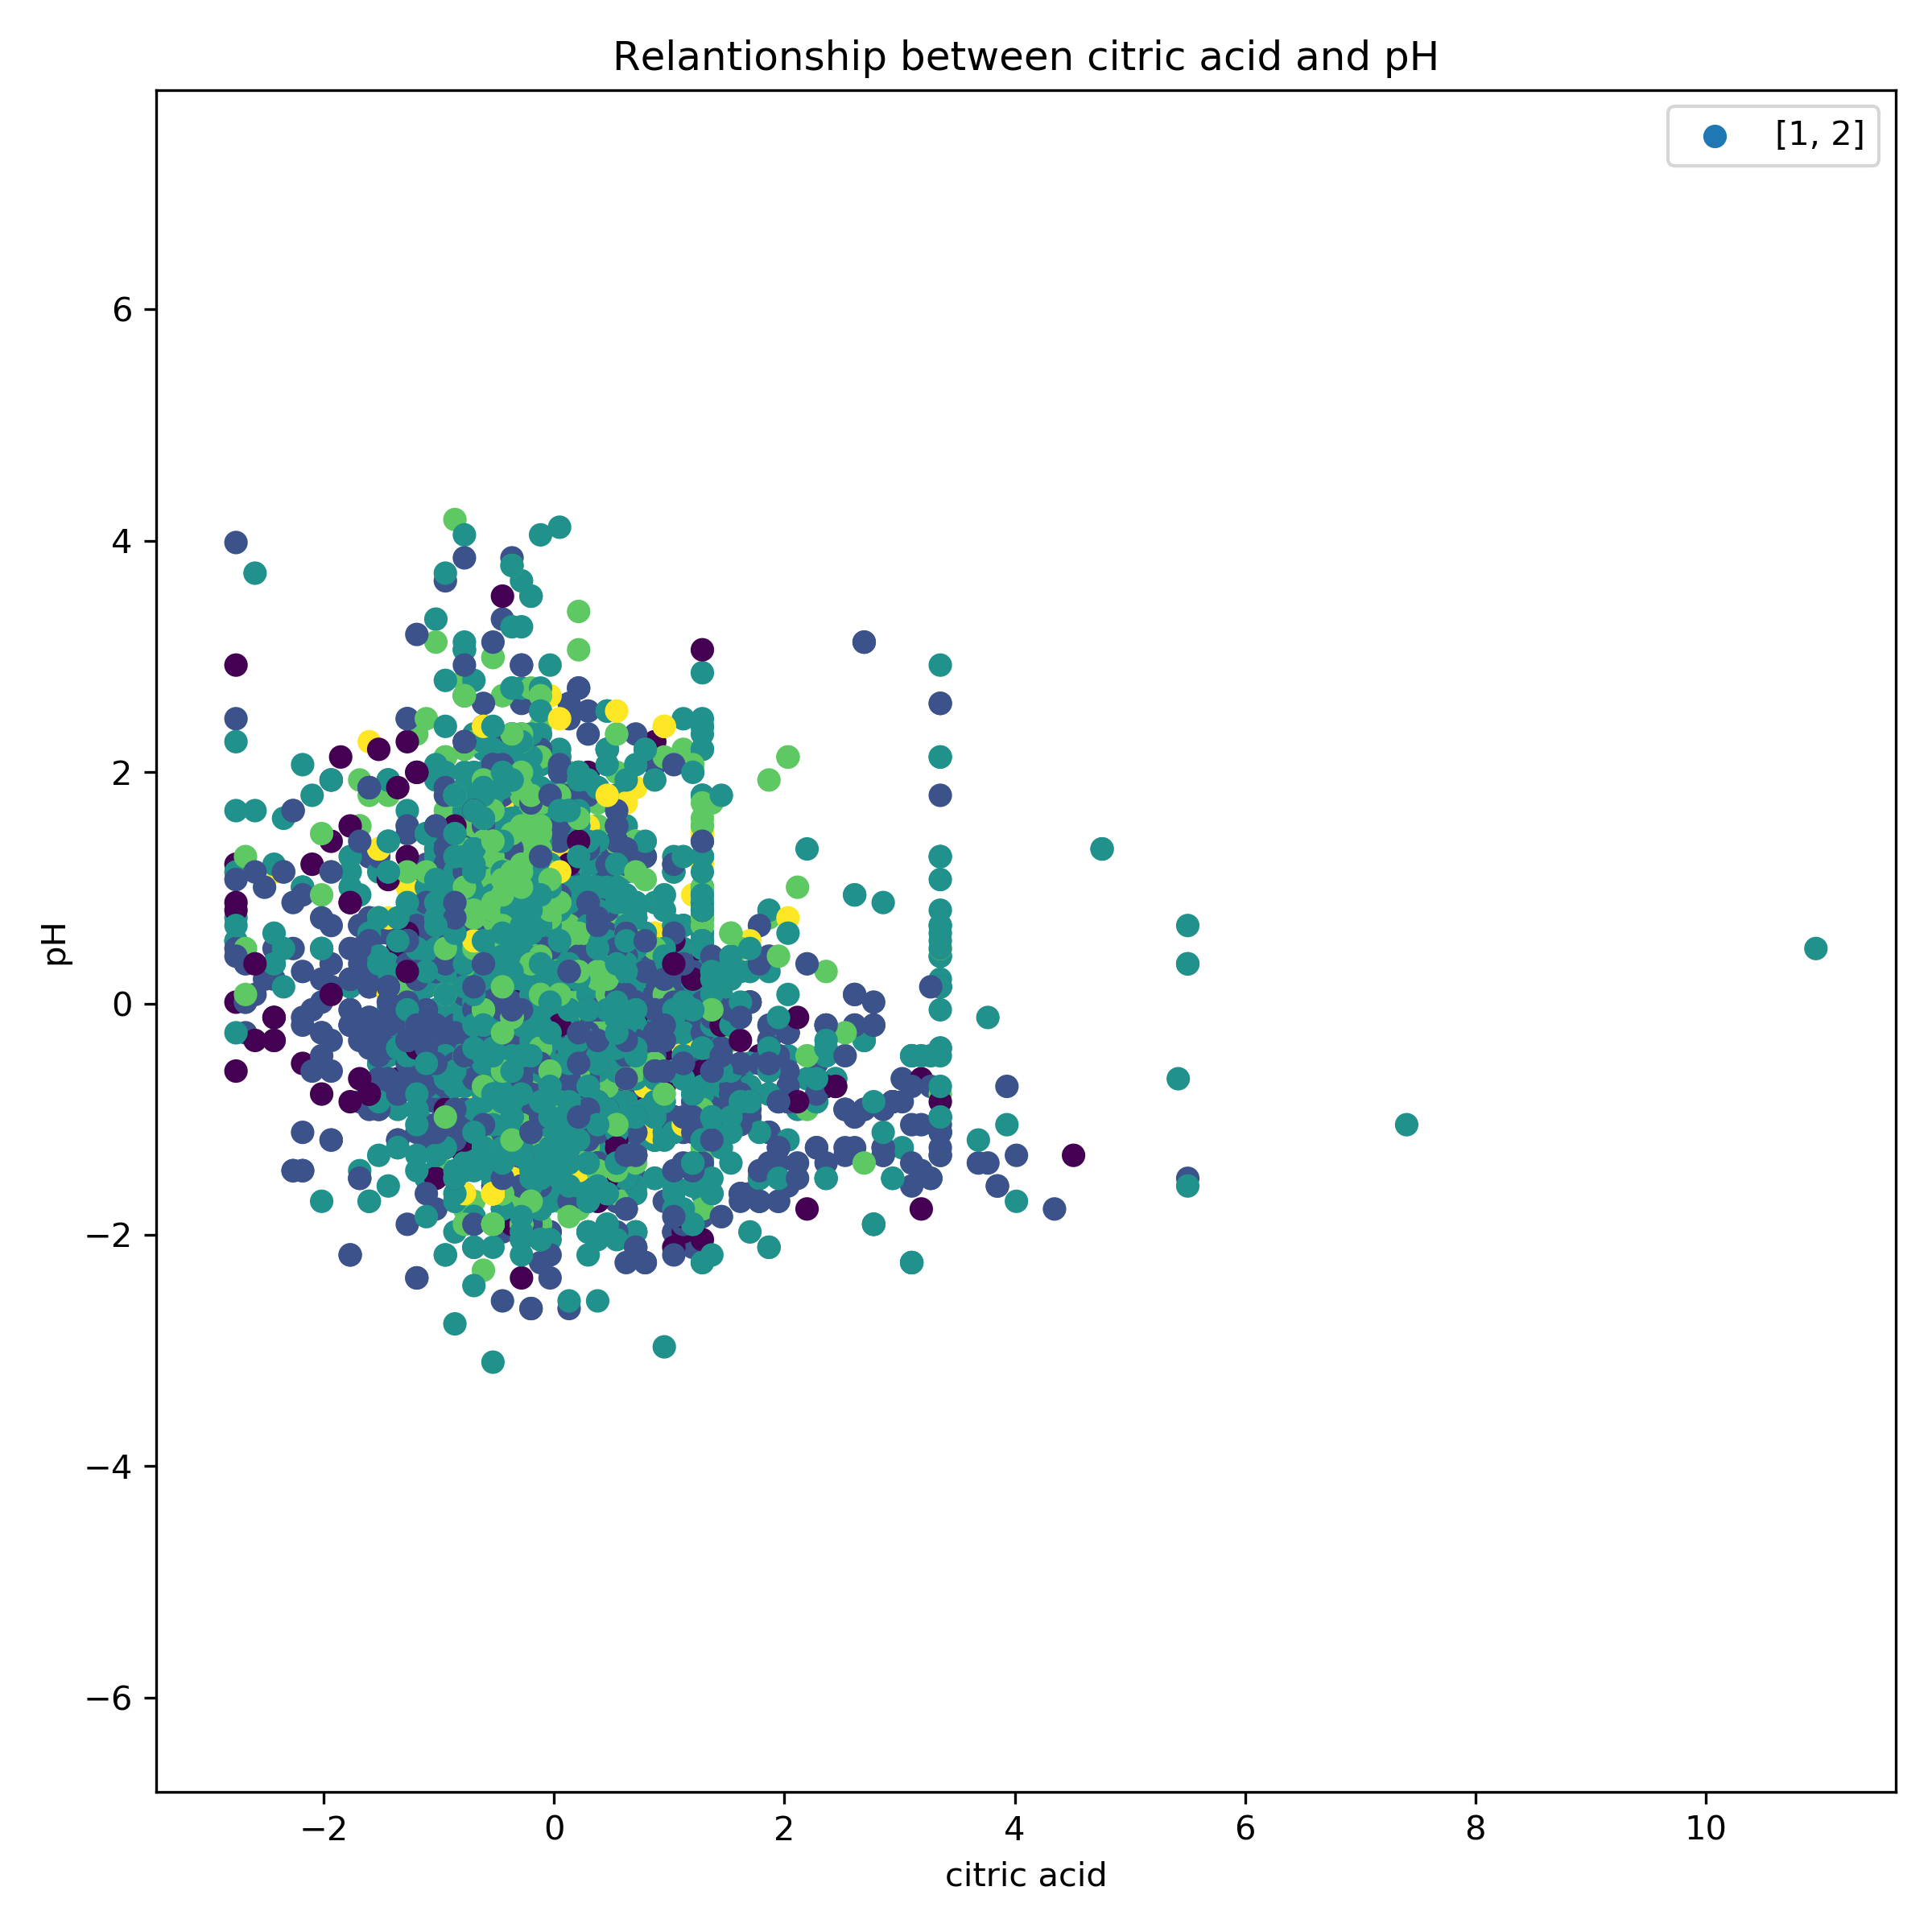 Relantionship between citric acid and pH
[1, 2]
6
4
2
0
−2
−4
−6
pH
−2 0 2 4 6 8 10
citric acid